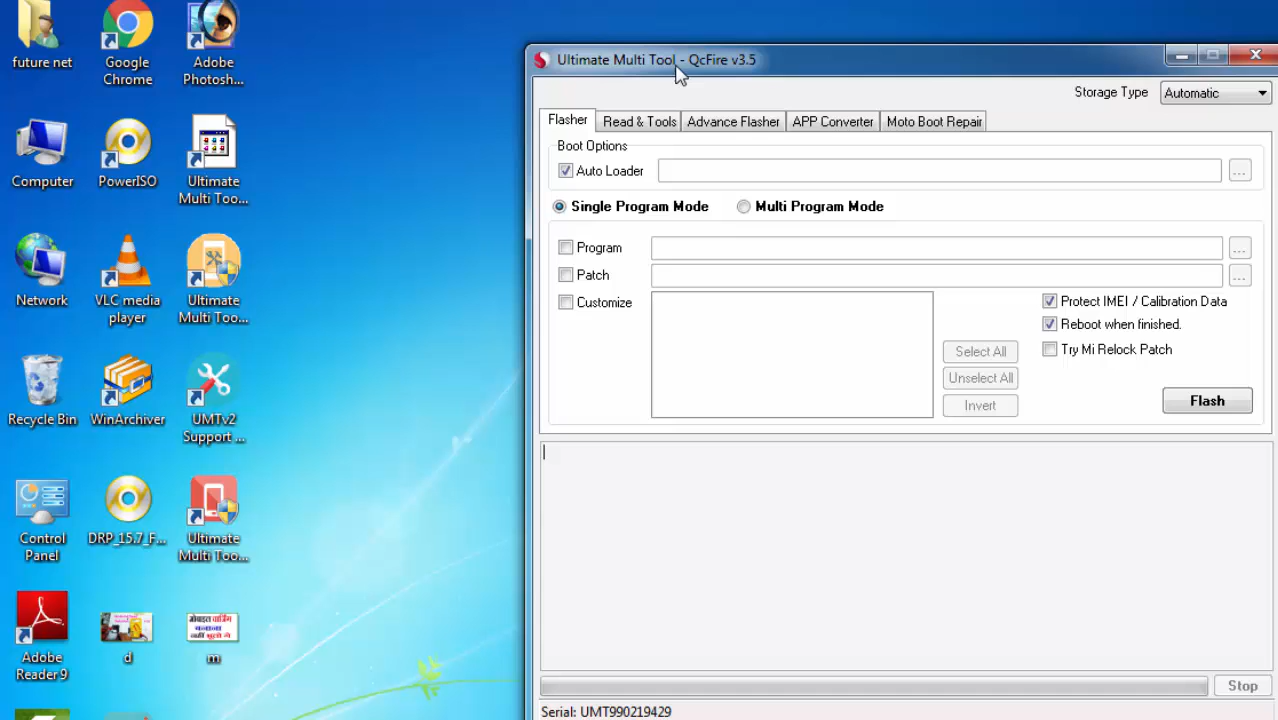 future net
Google
Chrome
Adobe
Photosh...
Computer
PowerISO
Ultimate
Multi Too...
Network
VLC media
player
Ultimate
Multi Too...
Recycle Bin
WinArchiver
UMTv2
Support ...
Control
Panel
DRP_15.7_F...
Ultimate
Multi Too...
Adobe
Reader 9
d
मोबाइल चार्जिंग
m
Ultimate Multi Tool - QcFire v3.5
Storage Type Automatic
Flasher Read & Tools Advance Flasher APP Converter Moto Boot Repair
Boot Options
Auto Loader ...
Single Program Mode Multi Program Mode
Program ...
Patch ...
Customize
Protect IMEI / Calibration Data
Reboot when finished.
Try Mi Relock Patch
Select All
Unselect All
Invert
Flash
Stop
Serial: UMT990219429